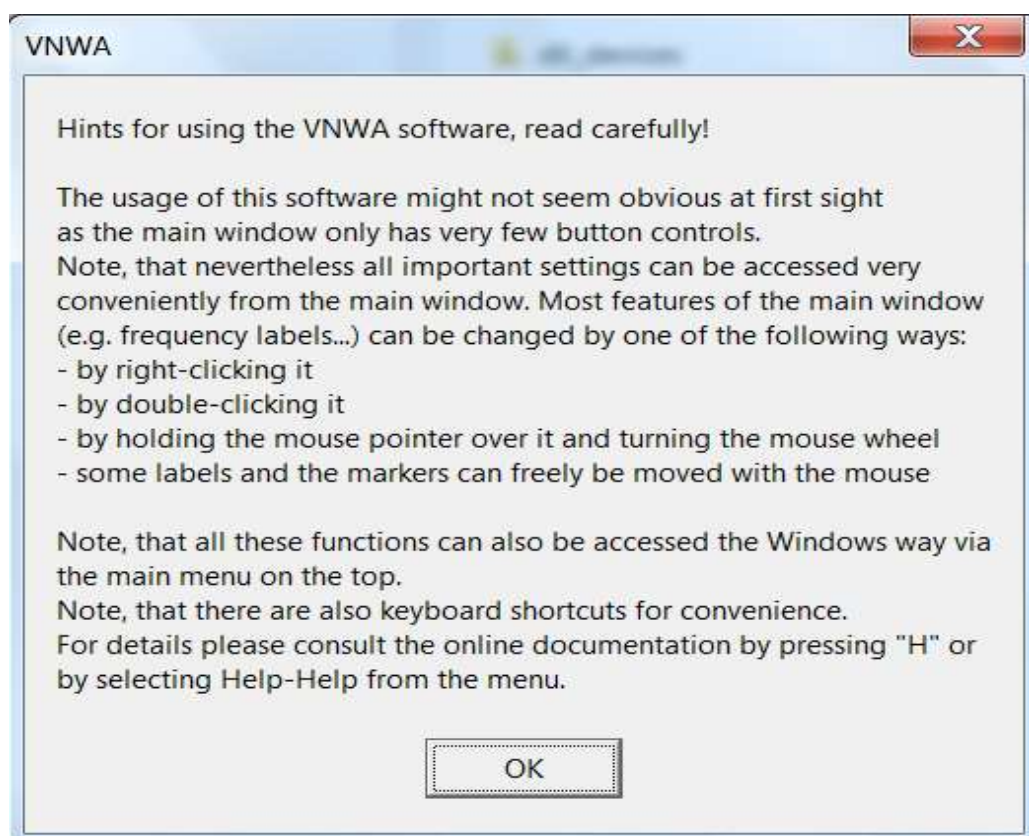 VNWA
Hints for using the VNWA software, read carefully!
The usage of this software might not seem obvious at first sight
as the main window only has very few button controls.
Note, that nevertheless all important settings can be accessed very
conveniently from the main window. Most features of the main window
(e.g. frequency labels...) can be changed by one of the following ways:
- by right-clicking it
- by double-clicking it
- by holding the mouse pointer over it and turning the mouse wheel
- some labels and the markers can freely be moved with the mouse
Note, that all these functions can also be accessed the Windows way via
the main menu on the top.
Note, that there are also keyboard shortcuts for convenience.
For details please consult the online documentation by pressing "H" or
by selecting Help-Help from the menu.
OK